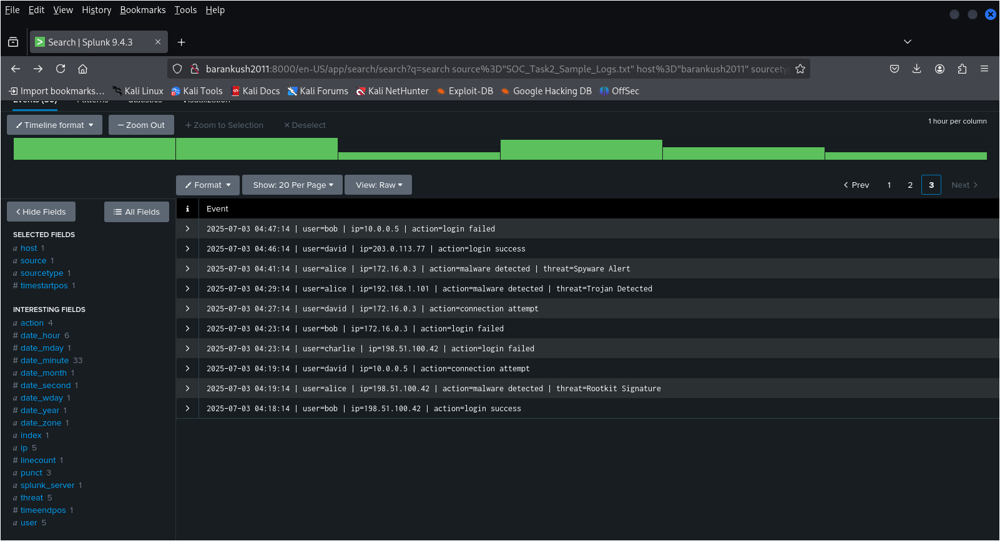 File Edit View History Bookmarks Tools Help
Search | Splunk 9.4.3
barankush2011:8000/en-US/app/search/search?q=search source%3D"SOC_Task2_Sample_Logs.txt" host%3D"barankush2011" sourcetyp
Import bookmarks... Kali Linux Kali Tools Kali Docs Kali Forums Kali NetHunter Exploit-DB Google Hacking DB OffSec
Patterns Statistics Visualization
Timeline format Zoom Out Zoom to Selection Deselect 1 hour per column
Format Show: 20 Per Page View: Raw Prev 1 2 3 Next
Hide Fields All Fields
SELECTED FIELDS
a host 1
a source 1
a sourcetype 1
# timestartpos 1
INTERESTING FIELDS
a action 4
# date_hour 6
# date_mday 1
# date_minute 33
a date_month 1
# date_second 1
a date_wday 1
# date_year 1
a date_zone 1
a index 1
a ip 5
# linecount 1
a punct 3
a splunk_server 1
a threat 5
# timeendpos 1
a user 5
i Event
2025-07-03 04:47:14 | user=bob | ip=10.0.0.5 | action=login failed
2025-07-03 04:46:14 | user=david | ip=203.0.113.77 | action=login success
2025-07-03 04:41:14 | user=alice | ip=172.16.0.3 | action=malware detected | threat=Spyware Alert
2025-07-03 04:29:14 | user=alice | ip=192.168.1.101 | action=malware detected | threat=Trojan Detected
2025-07-03 04:27:14 | user=david | ip=172.16.0.3 | action=connection attempt
2025-07-03 04:23:14 | user=bob | ip=172.16.0.3 | action=login failed
2025-07-03 04:23:14 | user=charlie | ip=198.51.100.42 | action=login failed
2025-07-03 04:19:14 | user=david | ip=10.0.0.5 | action=connection attempt
2025-07-03 04:19:14 | user=alice | ip=198.51.100.42 | action=malware detected | threat=Rootkit Signature
2025-07-03 04:18:14 | user=bob | ip=198.51.100.42 | action=login success